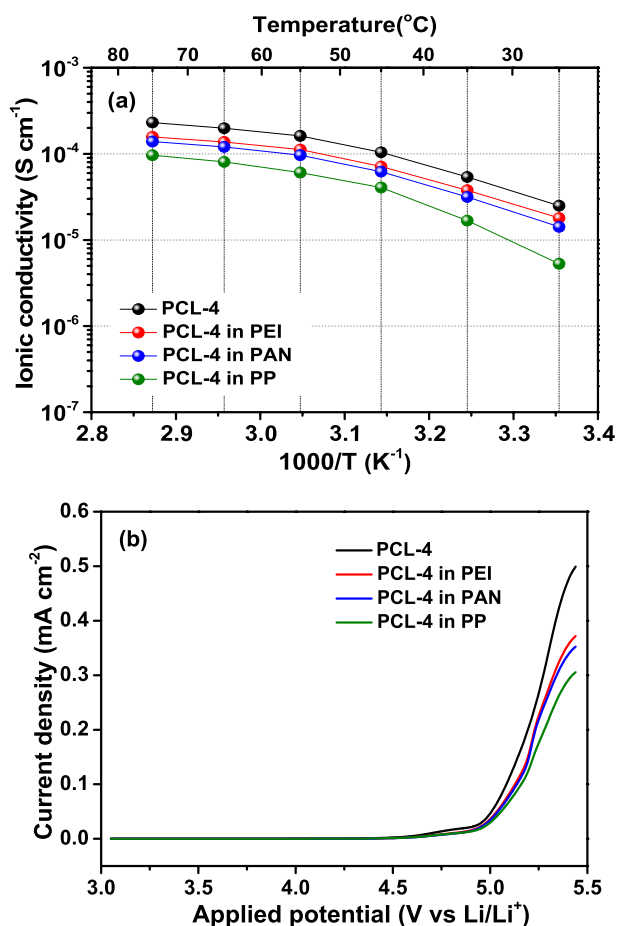 Temperature(°C)
80 70 60 50 40 30
(a)
Ionic conductivity (S cm⁻¹)
10⁻³
10⁻⁴
10⁻⁵
10⁻⁶
10⁻⁷
PCL-4
PCL-4 in PEI
PCL-4 in PAN
PCL-4 in PP
2.8 2.9 3.0 3.1 3.2 3.3 3.4
1000/T (K⁻¹)
(b)
Current density (mA cm⁻²)
0.6
0.5
0.4
0.3
0.2
0.1
0.0
PCL-4
PCL-4 in PEI
PCL-4 in PAN
PCL-4 in PP
3.0 3.5 4.0 4.5 5.0 5.5
Applied potential (V vs Li/Li⁺)